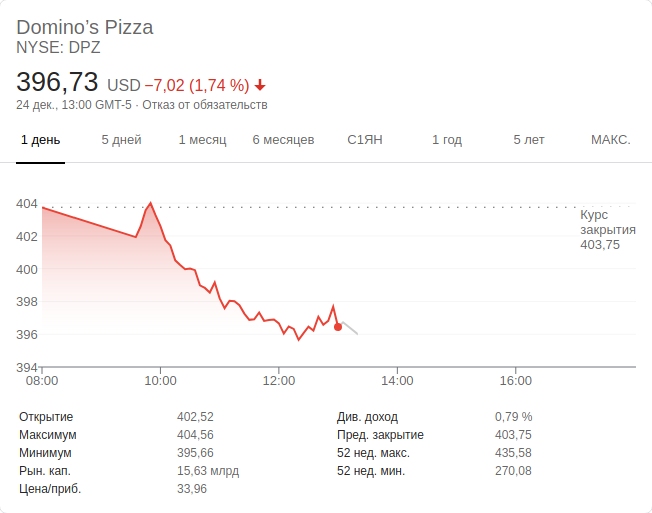 Domino's Pizza
NYSE: DPZ
396,73 USD −7,02 (1,74 %)
24 дек., 13:00 GMT-5 · Отказ от обязательств
1 день 5 дней 1 месяц 6 месяцев С1ЯН 1 год 5 лет МАКС.
404
402
400
398
396
394
Курс
закрытия
403,75
08:00 10:00 12:00 14:00 16:00
Открытие 402,52 Див. доход 0,79 %
Максимум 404,56 Пред. закрытие 403,75
Минимум 395,66 52 нед. макс. 435,58
Рын. кап. 15,63 млрд 52 нед. мин. 270,08
Цена/приб. 33,96